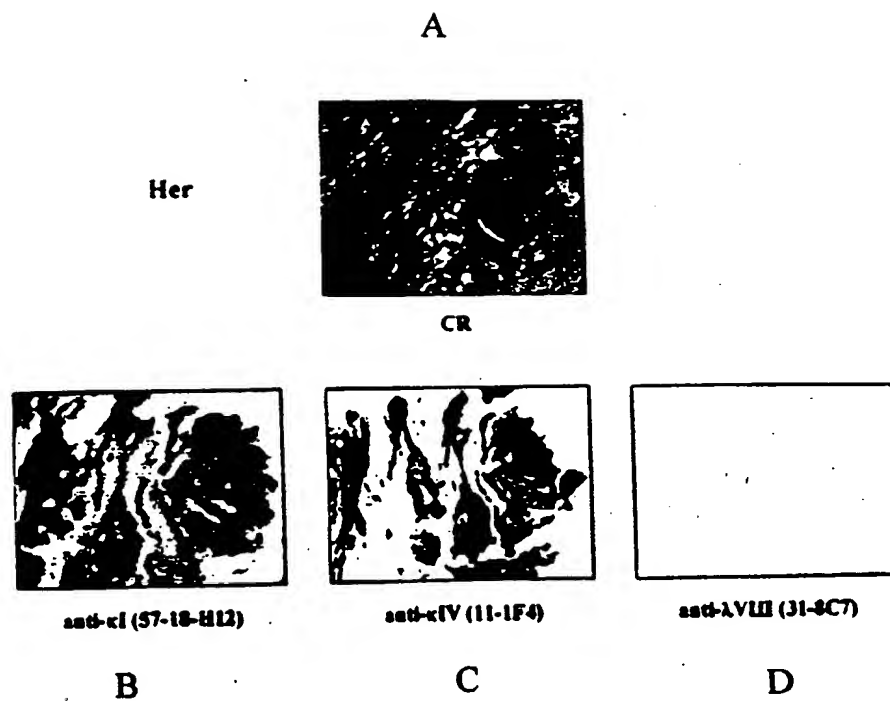 A
Her
CR
anti-κI (57-18-H12)
anti-κIV (11-1F4)
anti-λVIII (31-8C7)
B
C
D